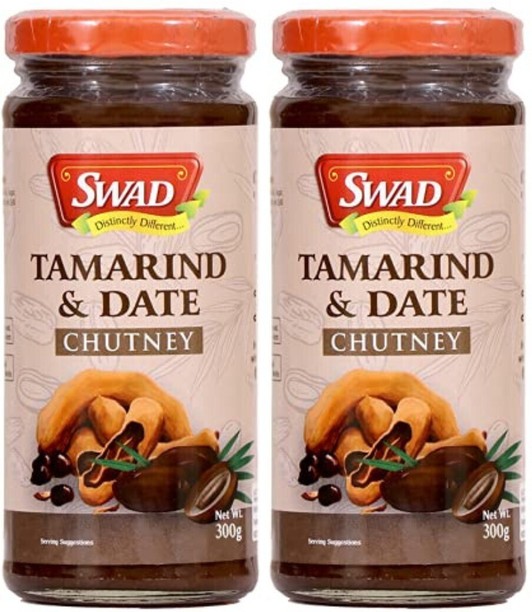 SWAD
Distinctly Different....
TAMARIND
& DATE
CHUTNEY
Net Wt.
300g
Serving Suggestions
SWAD
Distinctly Different....
TAMARIND
& DATE
CHUTNEY
Net Wt.
300g
Serving Suggestions